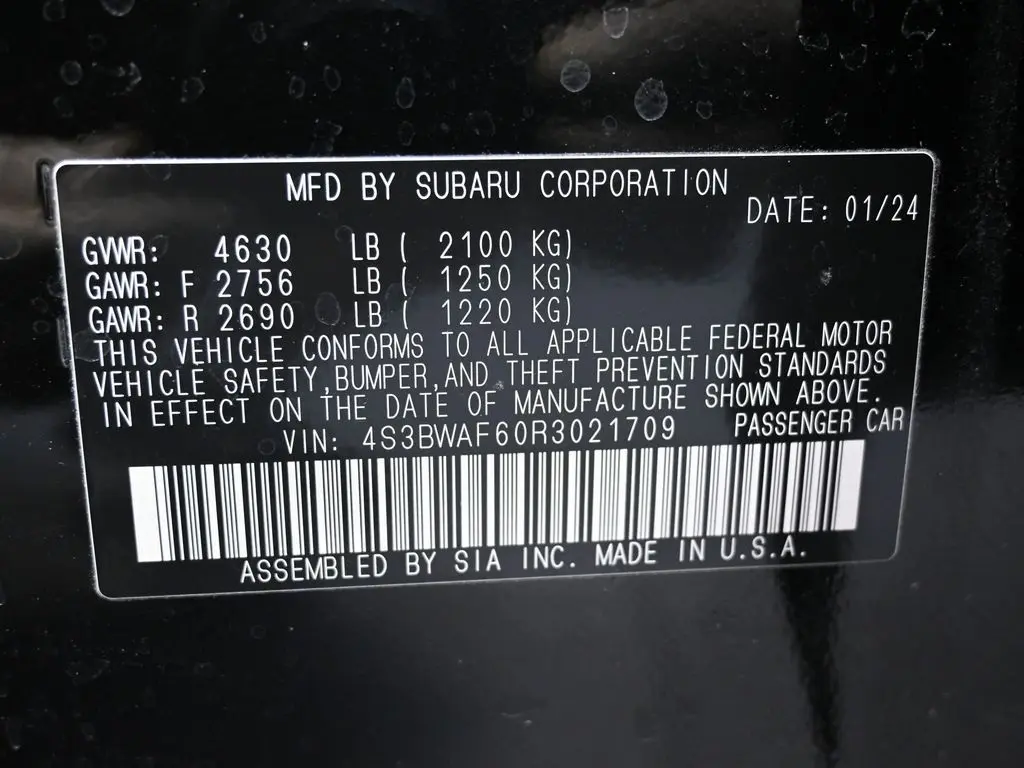 MFD BY SUBARU CORPORATION
DATE: 01/24
GVWR: 4630 LB ( 2100 KG)
GAWR: F 2756 LB ( 1250 KG)
GAWR: R 2690 LB ( 1220 KG)
THIS VEHICLE CONFORMS TO ALL APPLICABLE FEDERAL MOTOR
VEHICLE SAFETY,BUMPER,AND THEFT PREVENTION STANDARDS
IN EFFECT ON THE DATE OF MANUFACTURE SHOWN ABOVE.
VIN: 4S3BWAF60R3021709 PASSENGER CAR
ASSEMBLED BY SIA INC. MADE IN U.S.A.